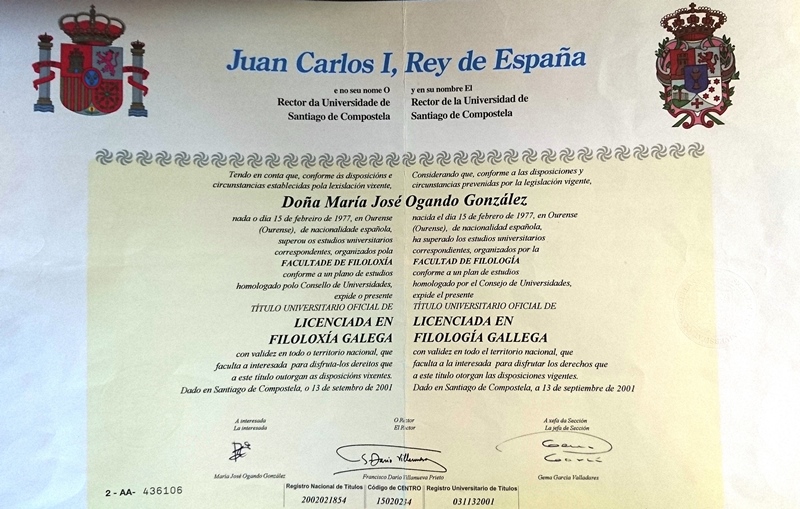 Juan Carlos I, Rey de España
e no seu nome O
Rector da Universidade de
Santiago de Compostela
y en su nombre El
Rector de la Universidad de
Santiago de Compostela
Tendo en conta que, conforme ás disposicións e
circunstancias establecidas pola lexislación vixente,
Considerando que, conforme a las disposiciones y
circunstancias prevenidas por la legislación vigente,
Doña María José Ogando González
nada o día 15 de febreiro de 1977, en Ourense
(Ourense), de nacionalidade española,
superou os estudios universitarios
correspondentes, organizados pola
FACULTADE DE FILOLOXÍA
conforme a un plano de estudios
homologado polo Consello de Universidades,
expide o presente
TÍTULO UNIVERSITARIO OFICIAL DE
LICENCIADA EN
FILOLOXÍA GALEGA
con validez en todo o territorio nacional, que
faculta a interesada para disfruta-los dereitos que
a este título outorgan as disposicións vixentes.
Dado en Santiago de Compostela, o 13 de setembro de 2001
nacida el día 15 de febrero de 1977, en Ourense
(Ourense), de nacionalidad española,
ha superado los estudios universitarios
correspondientes, organizados por la
FACULTAD DE FILOLOGÍA
conforme a un plan de estudios
homologado por el Consejo de Universidades,
expide el presente
TÍTULO UNIVERSITARIO OFICIAL DE
LICENCIADA EN
FILOLOGÍA GALLEGA
con validez en todo el territorio nacional, que
faculta a la interesada para disfrutar los derechos que
a este título otorgan las disposiciones vigentes.
Dado en Santiago de Compostela, a 13 de septiembre de 2001
A interesada
La interesada
O Rector
El Rector
A xefa da Sección
La jefa de Sección
María José Ogando González
Francisco Darío Villanueva Prieto
Gema García Valladares
2 -AA- 436106
Registro Nacional de Títulos
2002021854
Código de CENTRO
15020234
Registro Universitario de Títulos
031132001